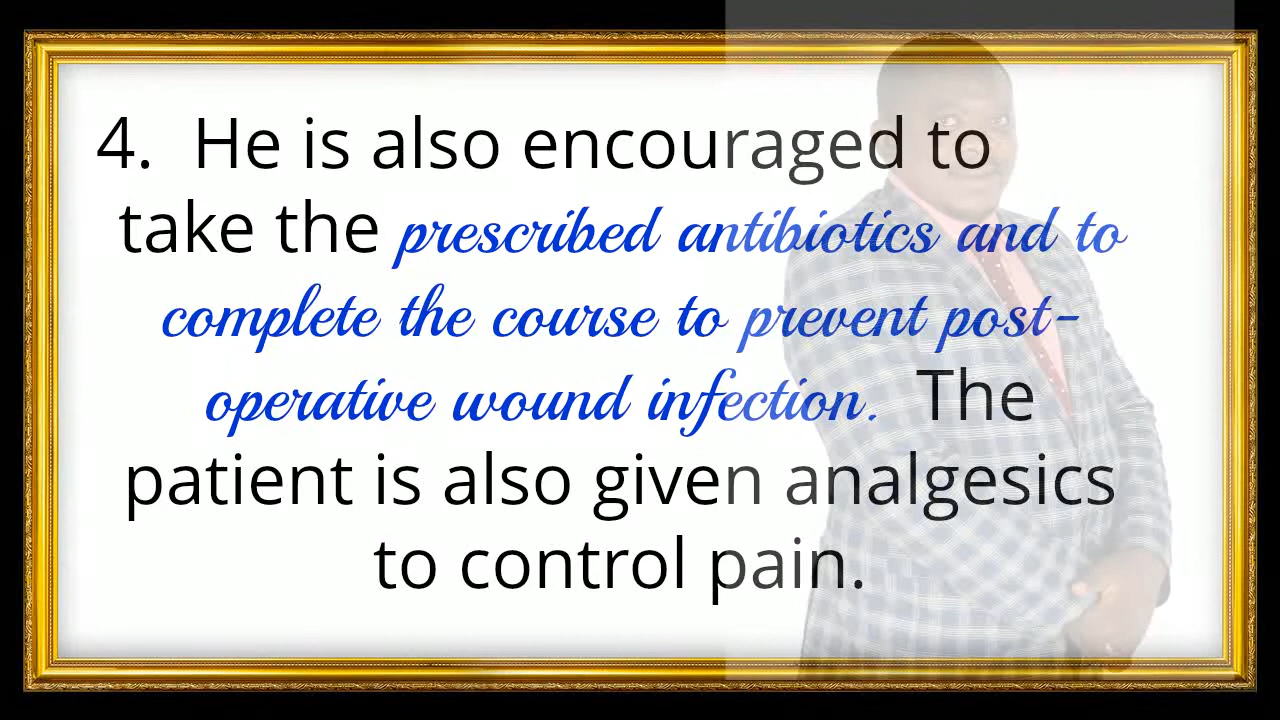 4. He is also encouraged to
take the prescribed antibiotics and to
complete the course to prevent post-
operative wound infection. The
patient is also given analgesics
to control pain.